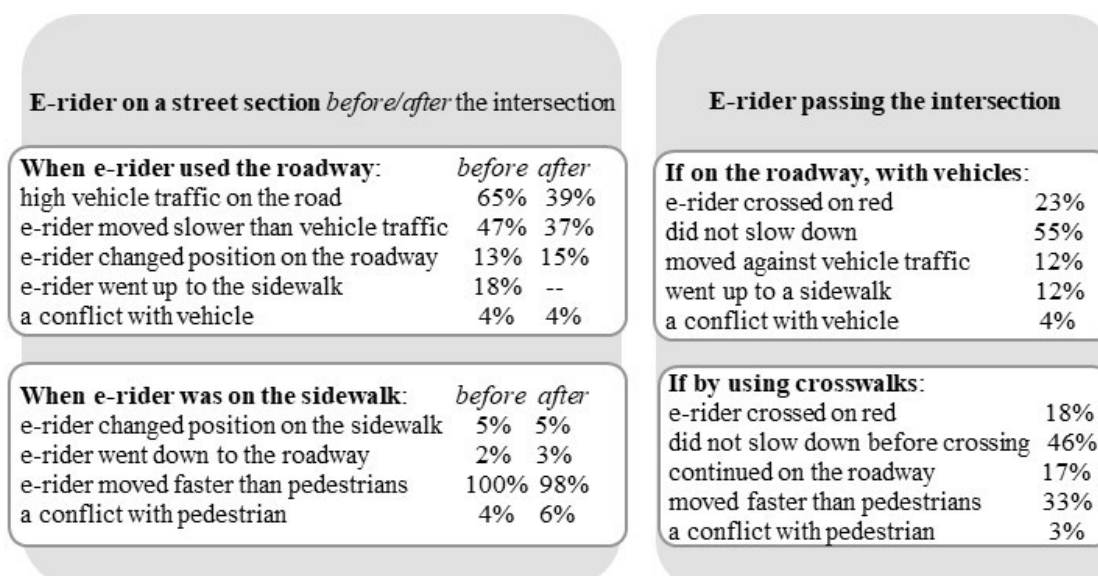 E-rider on a street section before/after the intersection
When e-rider used the roadway: before after
high vehicle traffic on the road 65% 39%
e-rider moved slower than vehicle traffic 47% 37%
e-rider changed position on the roadway 13% 15%
e-rider went up to the sidewalk 18% --
a conflict with vehicle 4% 4%
When e-rider was on the sidewalk: before after
e-rider changed position on the sidewalk 5% 5%
e-rider went down to the roadway 2% 3%
e-rider moved faster than pedestrians 100% 98%
a conflict with pedestrian 4% 6%
E-rider passing the intersection
If on the roadway, with vehicles:
e-rider crossed on red 23%
did not slow down 55%
moved against vehicle traffic 12%
went up to a sidewalk 12%
a conflict with vehicle 4%
If by using crosswalks:
e-rider crossed on red 18%
did not slow down before crossing 46%
continued on the roadway 17%
moved faster than pedestrians 33%
a conflict with pedestrian 3%